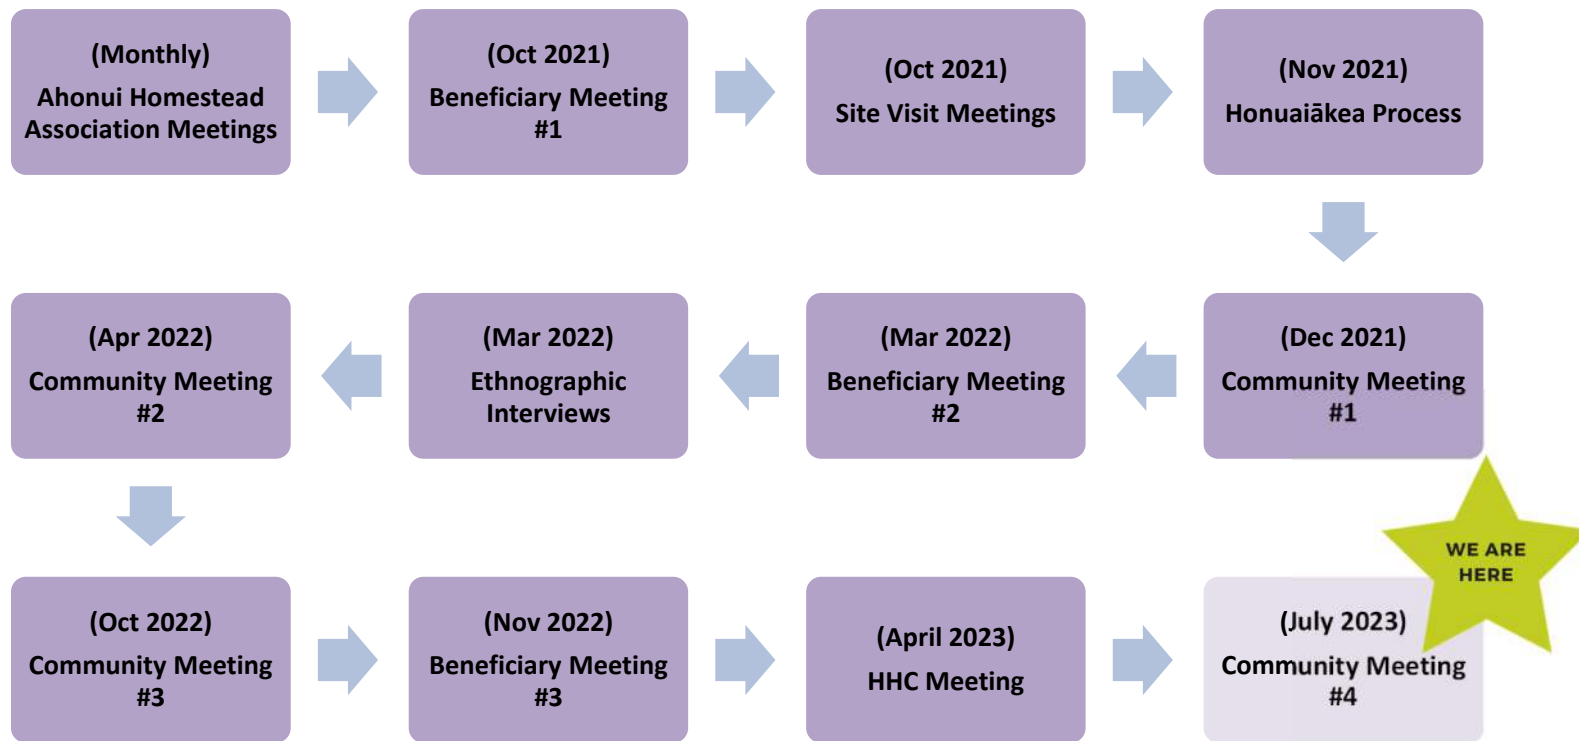 (Monthly)
Ahonui Homestead
Association Meetings
(Oct 2021)
Beneficiary Meeting
#1
(Oct 2021)
Site Visit Meetings
(Nov 2021)
Honuaiākea Process
(Dec 2021)
Community Meeting
#1
(Mar 2022)
Beneficiary Meeting
#2
(Mar 2022)
Ethnographic
Interviews
(Apr 2022)
Community Meeting
#2
(Oct 2022)
Community Meeting
#3
(Nov 2022)
Beneficiary Meeting
#3
(April 2023)
HHC Meeting
(July 2023)
Community Meeting
#4
WE ARE
HERE